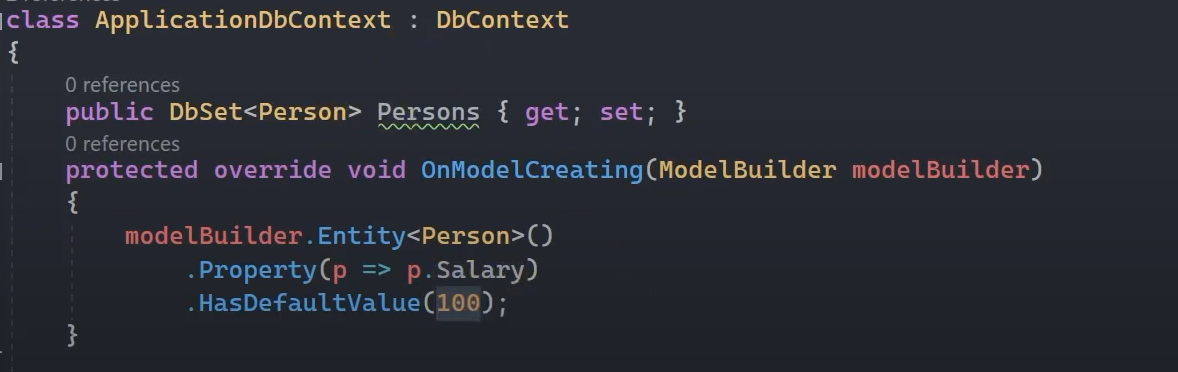 class ApplicationDbContext : DbContext
{
0 references
public DbSet<Person> Persons { get; set; }
0 references
protected override void OnModelCreating(ModelBuilder modelBuilder)
{
modelBuilder.Entity<Person>()
.Property(p => p.Salary)
.HasDefaultValue(100);
}